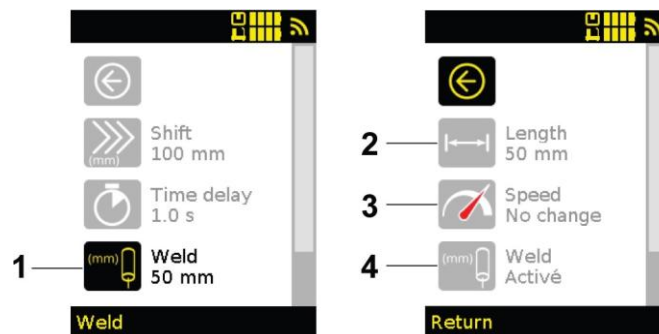 Shift
(mm)
100 mm
Time delay
1.0 s
1
(mm)
Weld
50 mm
Weld
2
Length
50 mm
3
Speed
No change
4
(mm)
Weld
Activé
Return